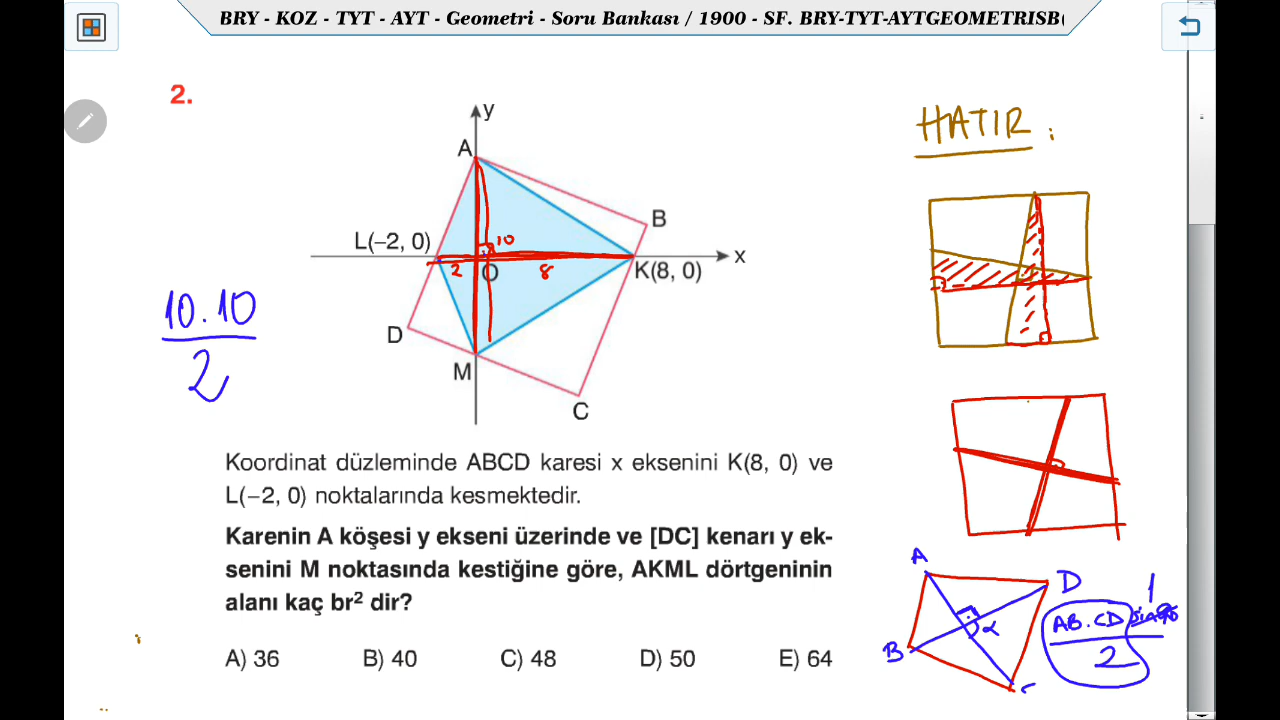 BRY - KOZ - TYT - AYT - Geometri - Soru Bankası / 1900 - SF. BRY-TYT-AYTGEOMETRISB(
2.
y
A
HATIR :
B
L(−2, 0)
10
x
2
O
8
K(8, 0)
10.10
2
D
M
C
Koordinat düzleminde ABCD karesi x eksenini K(8, 0) ve
L(−2, 0) noktalarında kesmektedir.
Karenin A köşesi y ekseni üzerinde ve [DC] kenarı y ek-
senini M noktasında kestiğine göre, AKML dörtgeninin
alanı kaç br² dir?
A) 36 B) 40 C) 48 D) 50 E) 64
A
D
1
α
AB.CD
B
2
C